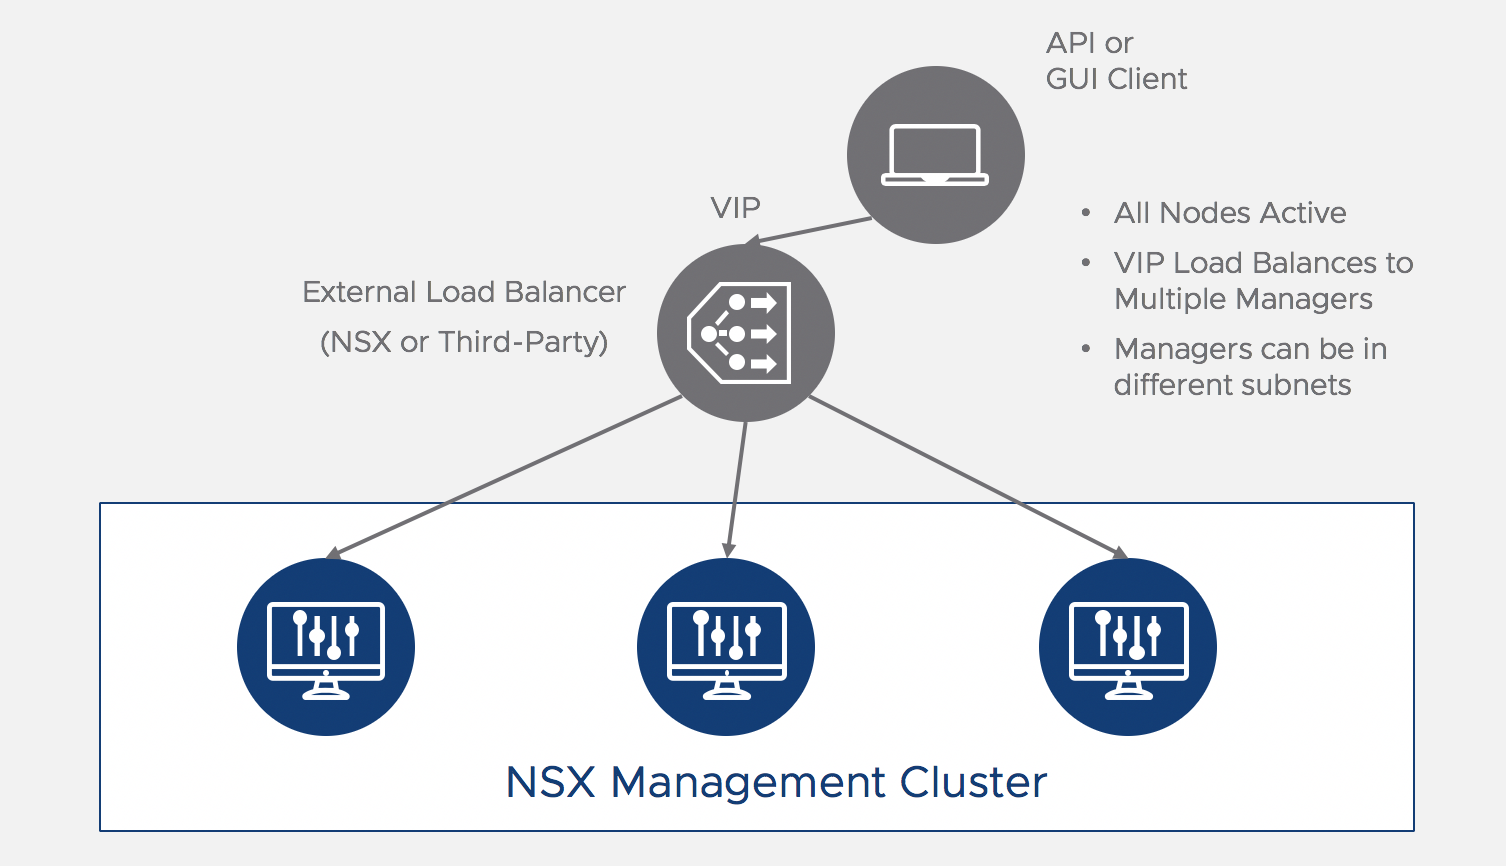 API or
GUI Client
VIP
• All Nodes Active
• VIP Load Balances to
Multiple Managers
• Managers can be in
different subnets
External Load Balancer
(NSX or Third-Party)
NSX Management Cluster